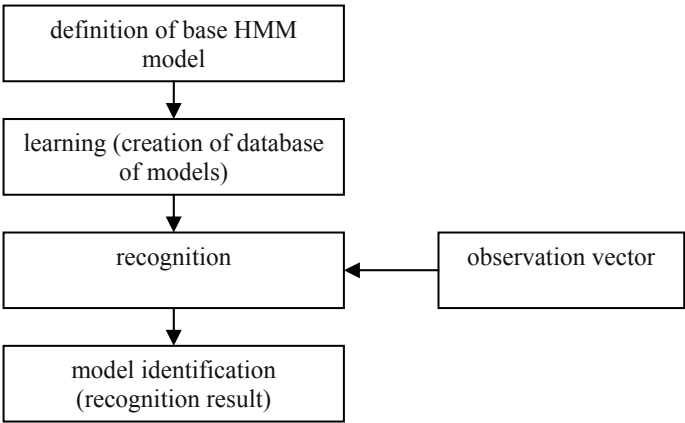 definition of base HMM
model
learning (creation of database
of models)
recognition
observation vector
model identification
(recognition result)